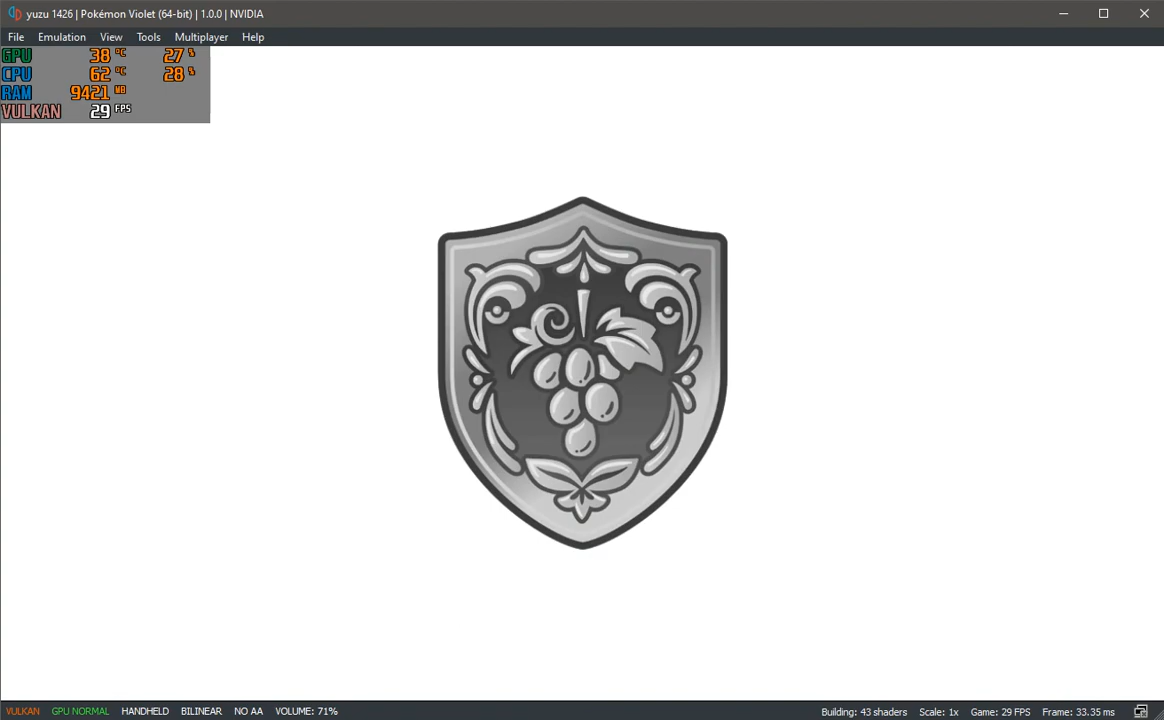 yuzu 1426 | Pokémon Violet (64-bit) | 1.0.0 | NVIDIA
File Emulation View Tools Multiplayer Help
GPU 38 °C 27 %
CPU 62 °C 28 %
RAM 9421 MB
VULKAN 29 FPS
VULKAN GPU NORMAL HANDHELD BILINEAR NO AA VOLUME: 71% Building: 43 shaders Scale: 1x Game: 29 FPS Frame: 33.35 ms